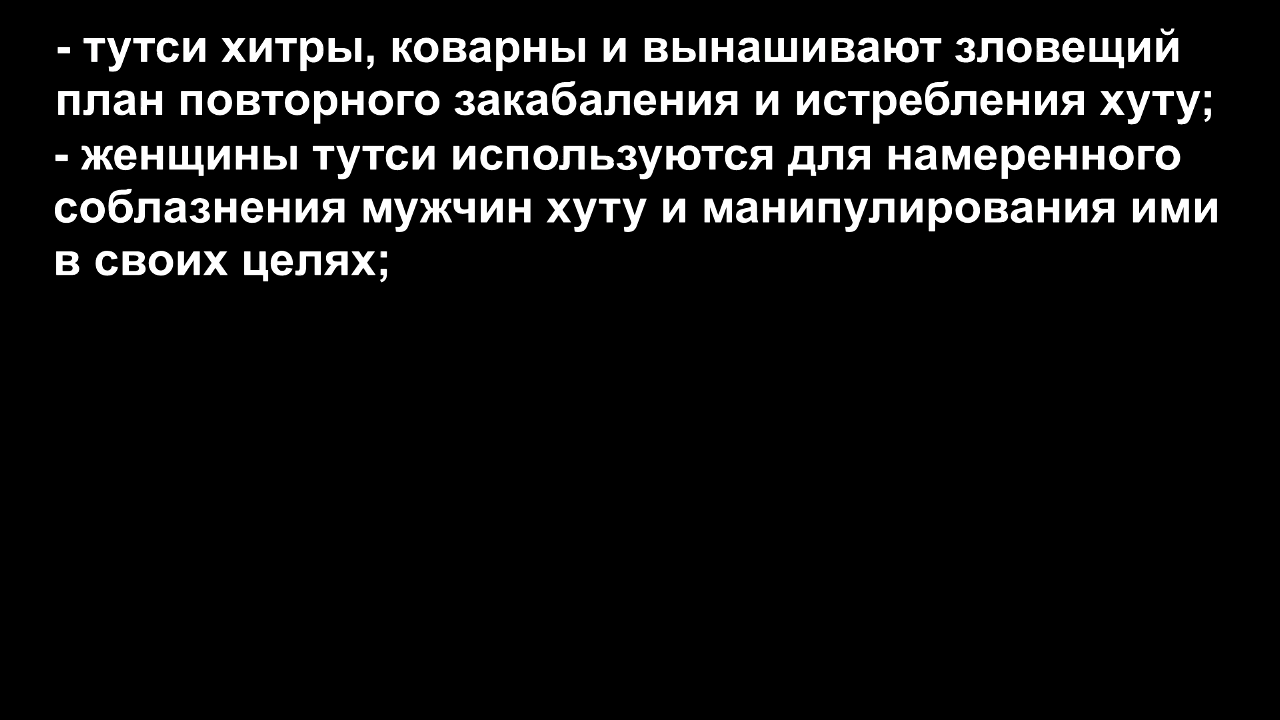 - тутси хитры, коварны и вынашивают зловещий
план повторного закабаления и истребления хуту;
- женщины тутси используются для намеренного
соблазнения мужчин хуту и манипулирования ими
в своих целях;